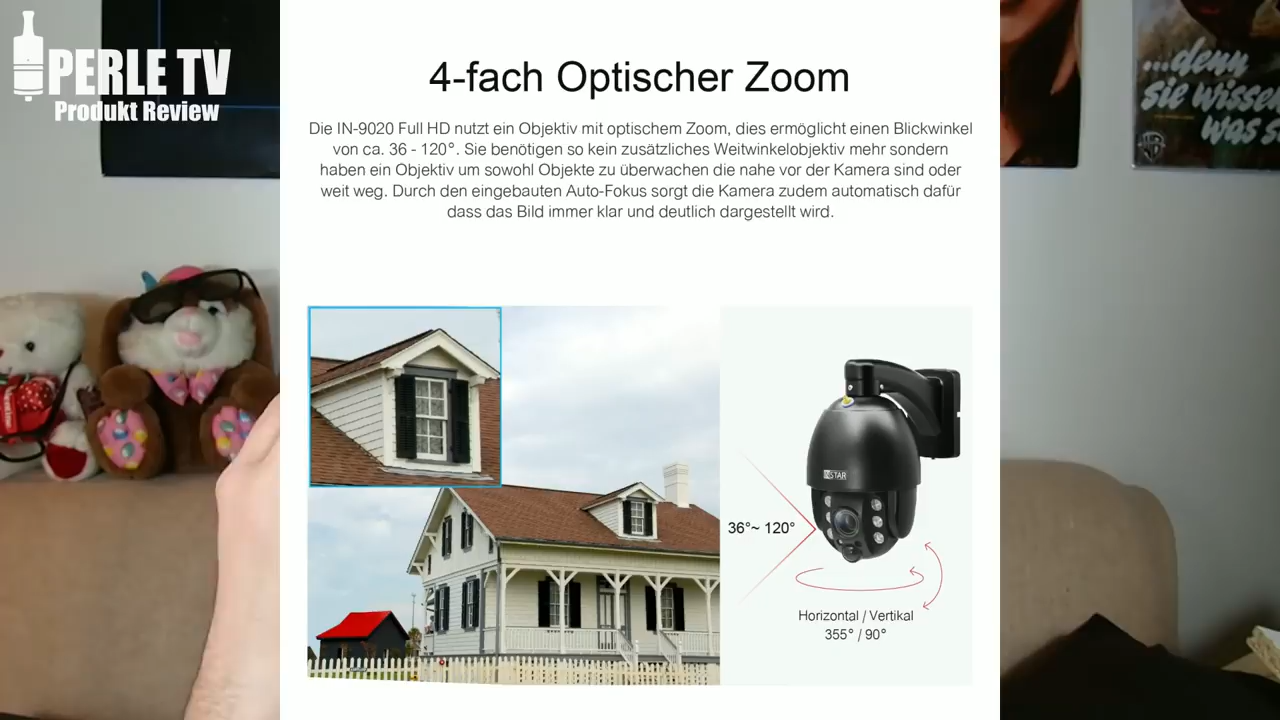 PERLE TV
Produkt Review
4-fach Optischer Zoom
Die IN-9020 Full HD nutzt ein Objektiv mit optischem Zoom, dies ermöglicht einen Blickwinkel
von ca. 36 - 120°. Sie benötigen so kein zusätzliches Weitwinkelobjektiv mehr sondern
haben ein Objektiv um sowohl Objekte zu überwachen die nahe vor der Kamera sind oder
weit weg. Durch den eingebauten Auto-Fokus sorgt die Kamera zudem automatisch dafür
dass das Bild immer klar und deutlich dargestellt wird.
...denn
sie wissen
was s
INSTAR
36°~ 120°
Horizontal / Vertikal
355° / 90°